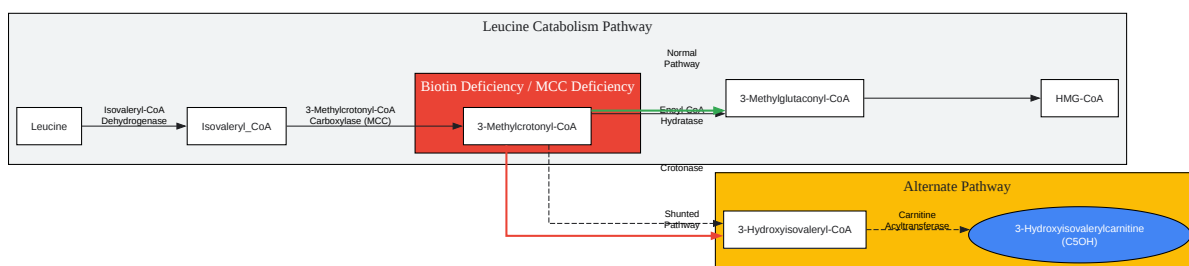 Leucine Catabolism Pathway
Normal
Pathway
Biotin Deficiency / MCC Deficiency
Leucine
Isovaleryl-CoA
Dehydrogenase
Isovaleryl_CoA
3-Methylcrotonyl-CoA
Carboxylase (MCC)
3-Methylcrotonyl-CoA
Enoyl-CoA
Hydratase
3-Methylglutaconyl-CoA
HMG-CoA
Crotonase
Alternate Pathway
Shunted
Pathway
3-Hydroxyisovaleryl-CoA
Carnitine
Acyltransferase
3-Hydroxyisovalerylcarnitine
(C5OH)